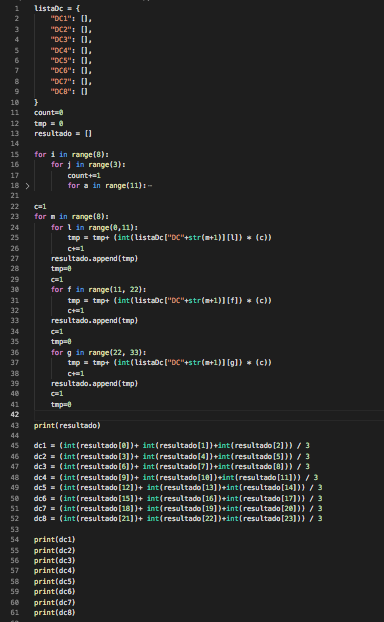 1 listaDc = {
2 "DC1": [],
3 "DC2": [],
4 "DC3": [],
5 "DC4": [],
6 "DC5": [],
7 "DC6": [],
8 "DC7": [],
9 "DC8": []
10 }
11 count=0
12 tmp = 0
13 resultado = []
14
15 for i in range(8):
16 for j in range(3):
17 count+=1
18 > for a in range(11):⋯
21
22 c=1
23 for m in range(8):
24 for l in range(0,11):
25 tmp = tmp+ (int(listaDc["DC"+str(m+1)][l]) * (c))
26 c+=1
27 resultado.append(tmp)
28 tmp=0
29 c=1
30 for f in range(11, 22):
31 tmp = tmp+ (int(listaDc["DC"+str(m+1)][f]) * (c))
32 c+=1
33 resultado.append(tmp)
34 c=1
35 tmp=0
36 for g in range(22, 33):
37 tmp = tmp+ (int(listaDc["DC"+str(m+1)][g]) * (c))
38 c+=1
39 resultado.append(tmp)
40 c=1
41 tmp=0
42
43 print(resultado)
44
45 dc1 = (int(resultado[0])+ int(resultado[1])+int(resultado[2])) / 3
46 dc2 = (int(resultado[3])+ int(resultado[4])+int(resultado[5])) / 3
47 dc3 = (int(resultado[6])+ int(resultado[7])+int(resultado[8])) / 3
48 dc4 = (int(resultado[9])+ int(resultado[10])+int(resultado[11])) / 3
49 dc5 = (int(resultado[12])+ int(resultado[13])+int(resultado[14])) / 3
50 dc6 = (int(resultado[15])+ int(resultado[16])+int(resultado[17])) / 3
51 dc7 = (int(resultado[18])+ int(resultado[19])+int(resultado[20])) / 3
52 dc8 = (int(resultado[21])+ int(resultado[22])+int(resultado[23])) / 3
53
54 print(dc1)
55 print(dc2)
56 print(dc3)
57 print(dc4)
58 print(dc5)
59 print(dc6)
60 print(dc7)
61 print(dc8)